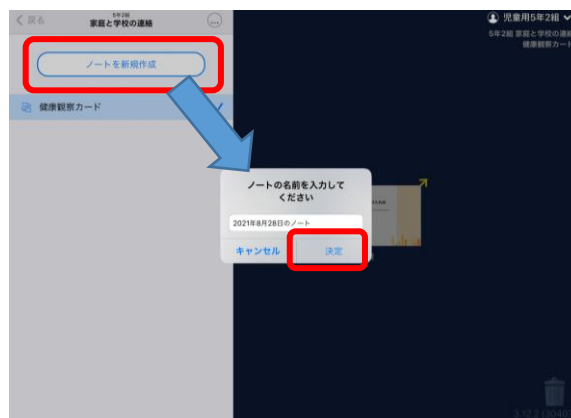 戻る
5年2組
家庭と学校の連絡
ノートを新規作成
健康観察カード
児童用5年2組
5年2組 家庭と学校の連絡
健康観察カード
ノートの名前を入力して
ください
2021年8月28日のノート
キャンセル
決定